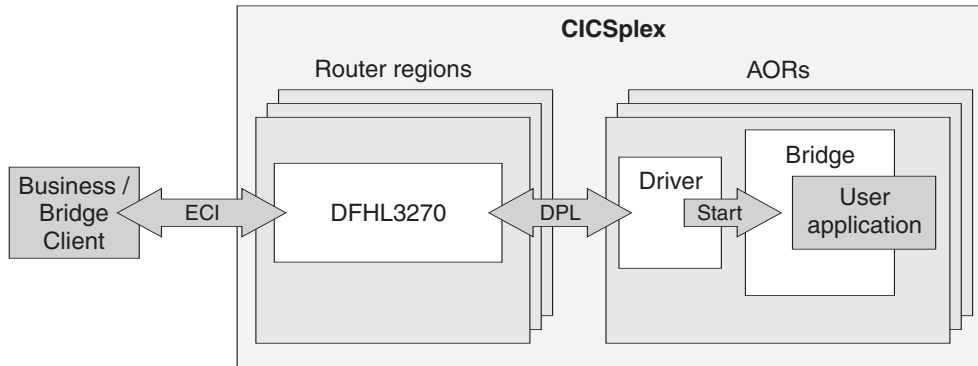 CICSplex
Router regions
AORs
Business /
Bridge
Client
ECI
DFHL3270
DPL
Driver
Start
Bridge
User
application